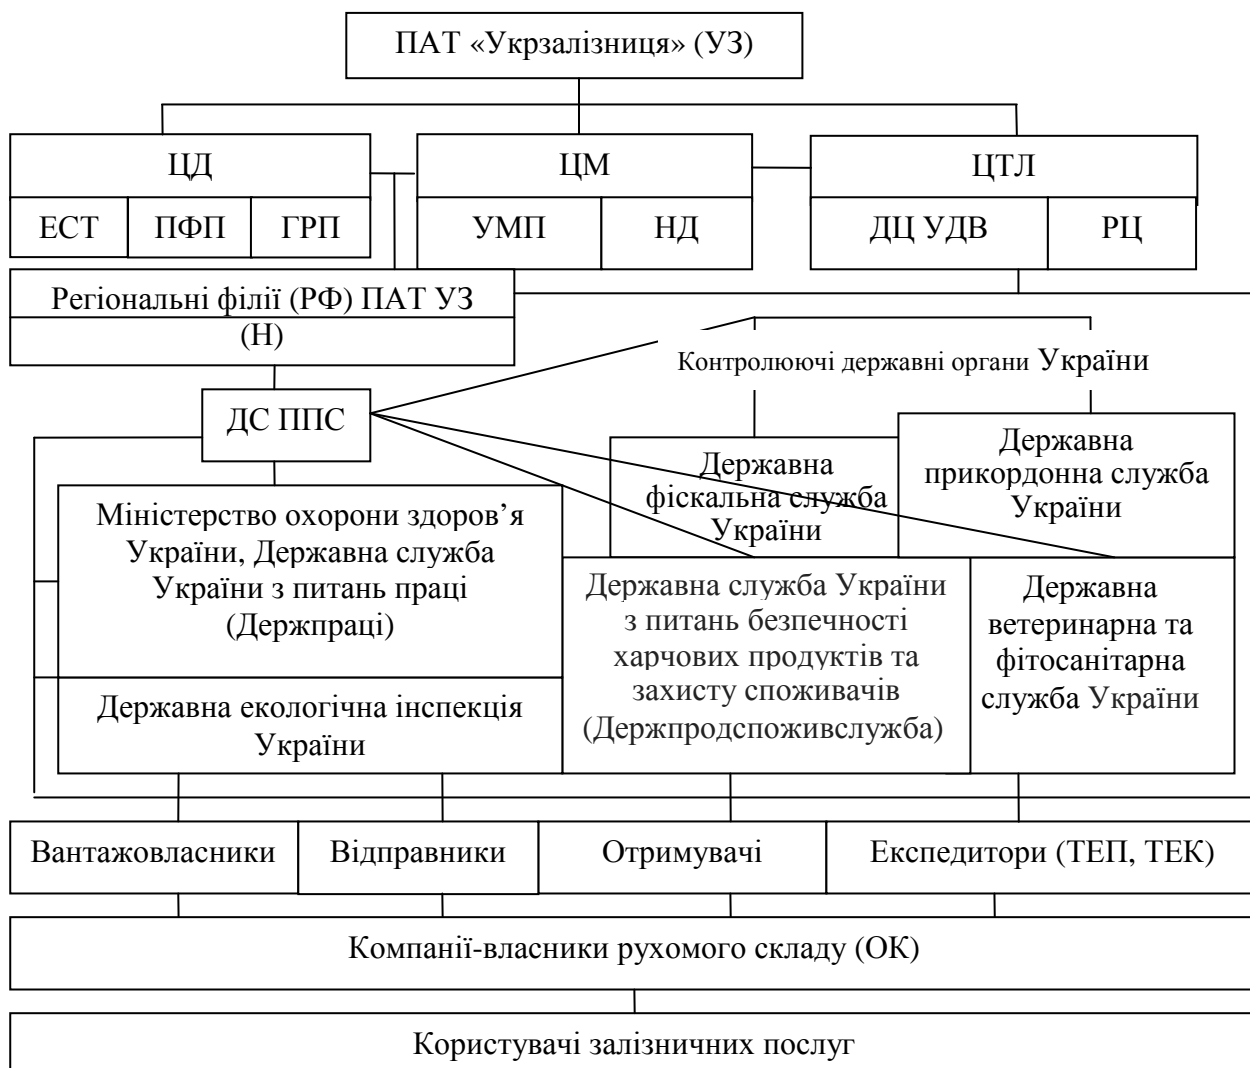 ПАТ «Укрзалізниця» (УЗ)
ЦД
ЦМ
ЦТЛ
ЕСТ
ПФП
ГРП
УМП
НД
ДЦ УДВ
РЦ
Регіональні філії (РФ) ПАТ УЗ
(Н)
Контролюючі державні органи України
ДС ППС
Державна
фіскальна служба
України
Державна
прикордонна служба
України
Міністерство охорони здоров’я
України, Державна служба
України з питань праці
(Держпраці)
Державна служба України
з питань безпечності
харчових продуктів та
захисту споживачів
(Держпродспоживслужба)
Державна
ветеринарна та
фітосанітарна
служба України
Державна екологічна інспекція
України
Вантажовласники
Відправники
Отримувачі
Експедитори (ТЕП, ТЕК)
Компанії-власники рухомого складу (ОК)
Користувачі залізничних послуг